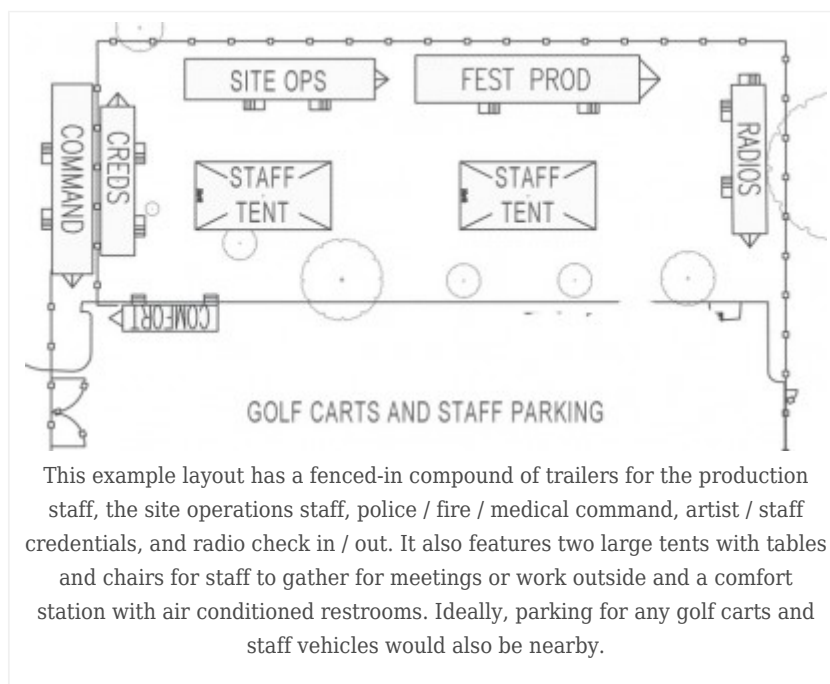 SITE OPS
FEST PROD
COMMAND
CREDS
RADIOS
STAFF
TENT
STAFF
TENT
COMFORT
GOLF CARTS AND STAFF PARKING
This example layout has a fenced-in compound of trailers for the production
staff, the site operations staff, police / fire / medical command, artist / staff
credentials, and radio check in / out. It also features two large tents with tables
and chairs for staff to gather for meetings or work outside and a comfort
station with air conditioned restrooms. Ideally, parking for any golf carts and
staff vehicles would also be nearby.